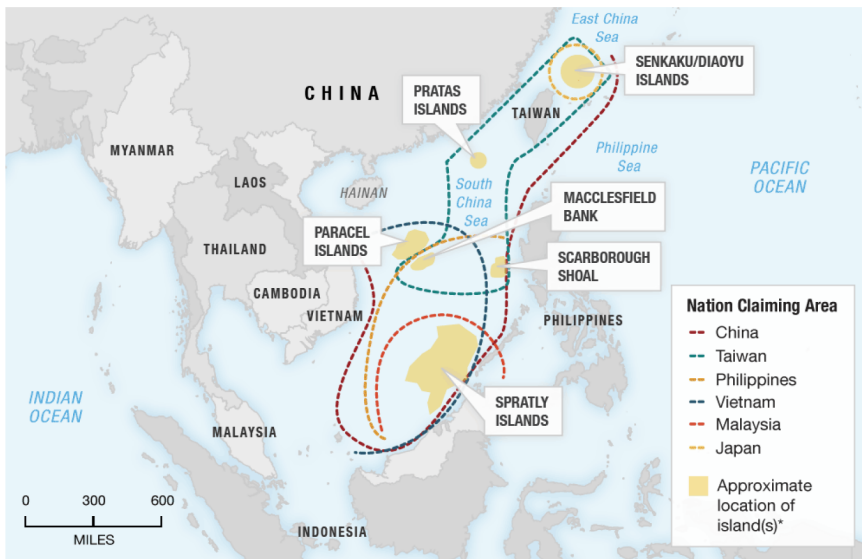 East China
Sea
SENKAKU/DIAOYU
ISLANDS
CHINA
PRATAS
ISLANDS
TAIWAN
MYANMAR
Philippine
Sea
PACIFIC
OCEAN
LAOS
HAINAN
South
China
Sea
MACCLESFIELD
BANK
PARACEL
ISLANDS
THAILAND
SCARBOROUGH
SHOAL
CAMBODIA
VIETNAM
PHILIPPINES
INDIAN
OCEAN
MALAYSIA
SPRATLY
ISLANDS
INDONESIA
0 300 600
MILES
Nation Claiming Area
China
Taiwan
Philippines
Vietnam
Malaysia
Japan
Approximate
location of
island(s)*